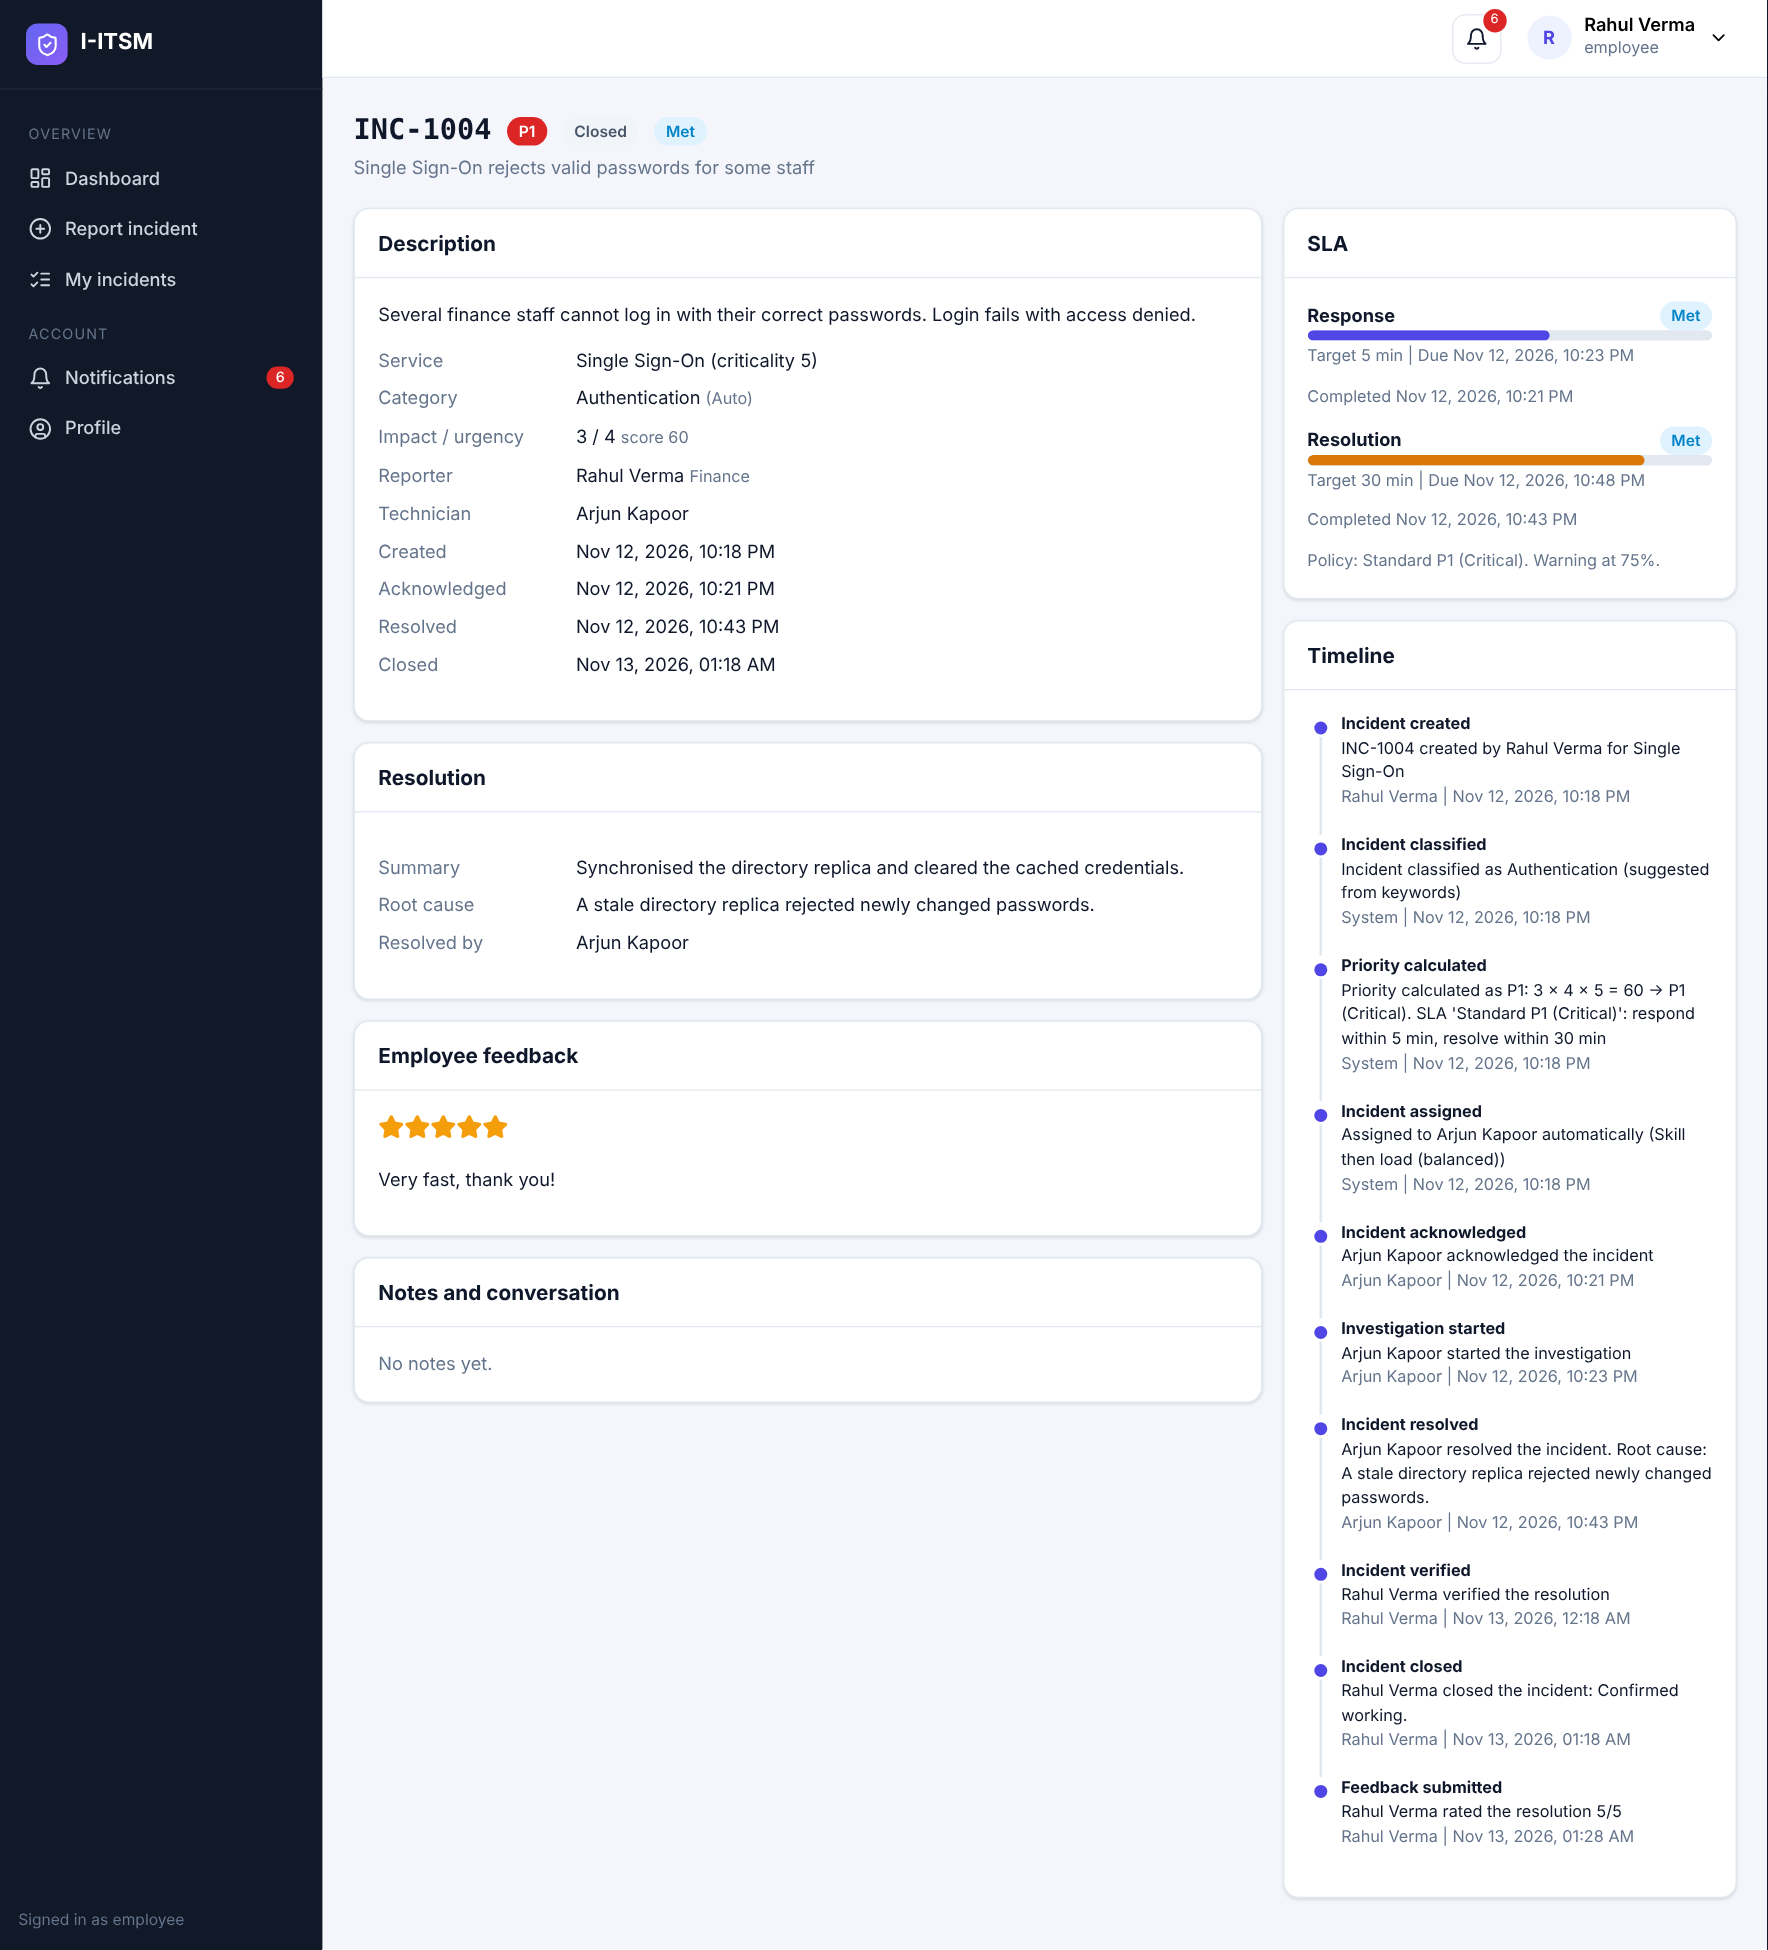 I-ITSM
OVERVIEW
Dashboard
Report incident
My incidents
ACCOUNT
Notifications 6
Profile
Signed in as employee
6
R
Rahul Verma
employee
INC-1004 P1 Closed Met
Single Sign-On rejects valid passwords for some staff
Description
Several finance staff cannot log in with their correct passwords. Login fails with access denied.
Service Single Sign-On (criticality 5)
Category Authentication (Auto)
Impact / urgency 3 / 4 score 60
Reporter Rahul Verma Finance
Technician Arjun Kapoor
Created Nov 12, 2026, 10:18 PM
Acknowledged Nov 12, 2026, 10:21 PM
Resolved Nov 12, 2026, 10:43 PM
Closed Nov 13, 2026, 01:18 AM
Resolution
Summary Synchronised the directory replica and cleared the cached credentials.
Root cause A stale directory replica rejected newly changed passwords.
Resolved by Arjun Kapoor
Employee feedback
Very fast, thank you!
Notes and conversation
No notes yet.
SLA
Response Met
Target 5 min | Due Nov 12, 2026, 10:23 PM
Completed Nov 12, 2026, 10:21 PM
Resolution Met
Target 30 min | Due Nov 12, 2026, 10:48 PM
Completed Nov 12, 2026, 10:43 PM
Policy: Standard P1 (Critical). Warning at 75%.
Timeline
Incident created
INC-1004 created by Rahul Verma for Single
Sign-On
Rahul Verma | Nov 12, 2026, 10:18 PM
Incident classified
Incident classified as Authentication (suggested
from keywords)
System | Nov 12, 2026, 10:18 PM
Priority calculated
Priority calculated as P1: 3 × 4 × 5 = 60 → P1
(Critical). SLA 'Standard P1 (Critical)': respond
within 5 min, resolve within 30 min
System | Nov 12, 2026, 10:18 PM
Incident assigned
Assigned to Arjun Kapoor automatically (Skill
then load (balanced))
System | Nov 12, 2026, 10:18 PM
Incident acknowledged
Arjun Kapoor acknowledged the incident
Arjun Kapoor | Nov 12, 2026, 10:21 PM
Investigation started
Arjun Kapoor started the investigation
Arjun Kapoor | Nov 12, 2026, 10:23 PM
Incident resolved
Arjun Kapoor resolved the incident. Root cause:
A stale directory replica rejected newly changed
passwords.
Arjun Kapoor | Nov 12, 2026, 10:43 PM
Incident verified
Rahul Verma verified the resolution
Rahul Verma | Nov 13, 2026, 12:18 AM
Incident closed
Rahul Verma closed the incident: Confirmed
working.
Rahul Verma | Nov 13, 2026, 01:18 AM
Feedback submitted
Rahul Verma rated the resolution 5/5
Rahul Verma | Nov 13, 2026, 01:28 AM